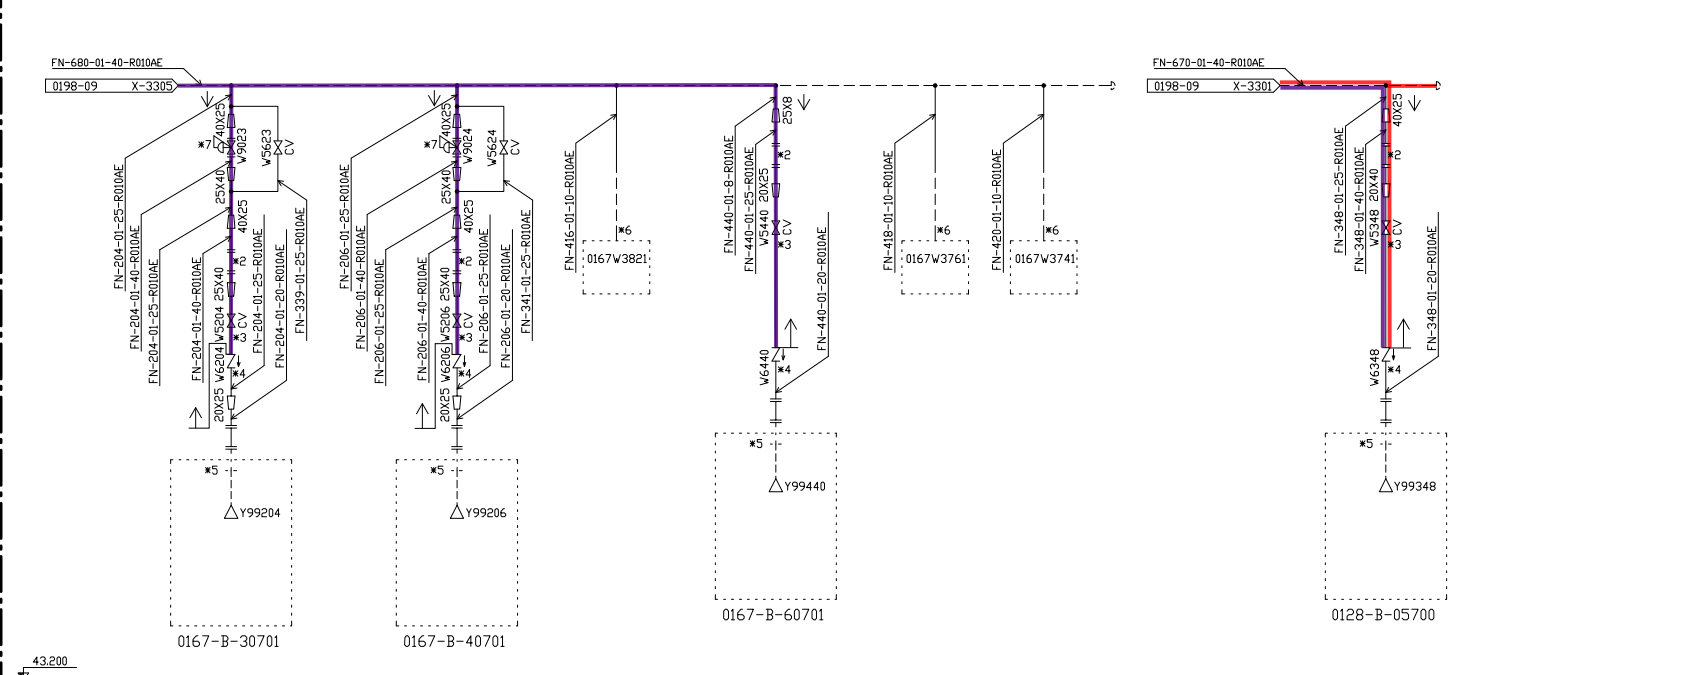 FN-680-01-40-R010AE
0198-09 X-3305
40X25
*7
W9023
W5623
CV
25X40
40X25
FN-204-01-25-R010AE
FN-204-01-40-R010AE
FN-204-01-25-R010AE
FN-204-01-40-R010AE
*2
25X40
W5204
CV
*3
W6204
*4
20X25
FN-204-01-25-R010AE
FN-204-01-20-R010AE
FN-339-01-25-R010AE
*5
Y99204
0167-B-30701
40X25
*7
W9024
W5624
CV
25X40
40X25
FN-206-01-25-R010AE
FN-206-01-40-R010AE
FN-206-01-25-R010AE
FN-206-01-40-R010AE
*2
25X40
W5206
CV
*3
W6206
*4
20X25
FN-206-01-25-R010AE
FN-206-01-20-R010AE
FN-341-01-25-R010AE
*5
Y99206
0167-B-40701
FN-416-01-10-R010AE
*6
0167W3821
25X8
FN-440-01-8-R010AE
FN-440-01-25-R010AE
*2
20X25
W5440
CV
*3
W6440
*4
FN-440-01-20-R010AE
*5
Y99440
0167-B-60701
FN-418-01-10-R010AE
*6
0167W3761
FN-420-01-10-R010AE
*6
0167W3741
FN-670-01-40-R010AE
0198-09 X-3301
40X25
FN-348-01-25-R010AE
FN-348-01-40-R010AE
*2
20X40
W5348
CV
*3
W6348
*4
FN-348-01-20-R010AE
*5
Y99348
0128-B-05700
43.200